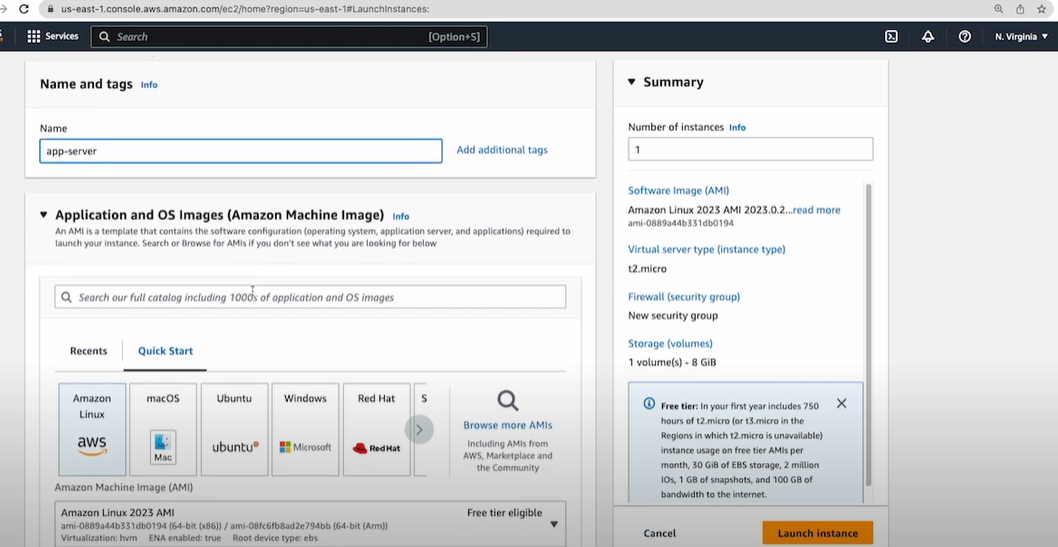 us-east-1.console.aws.amazon.com/ec2/home?region=us-east-1#LaunchInstances:
Services
Search
[Option+S]
N. Virginia
Name and tags Info
Name
app-server
Add additional tags
Application and OS Images (Amazon Machine Image) Info
An AMI is a template that contains the software configuration (operating system, application server, and applications) required to
launch your instance. Search or Browse for AMIs if you don't see what you are looking for below
Search our full catalog including 1000s of application and OS images
Recents
Quick Start
Amazon
Linux
aws
macOS
Mac
Ubuntu
ubuntu
Windows
Microsoft
Red Hat
RedHat
S
Browse more AMIs
Including AMIs from
AWS, Marketplace and
the Community
Amazon Machine Image (AMI)
Amazon Linux 2023 AMI
Free tier eligible
ami-0889a44b331db0194 (64-bit (x86)) / ami-08fc6fb8ad2e794bb (64-bit (Arm))
Virtualization: hvm ENA enabled: true Root device type: ebs
Summary
Number of instances Info
1
Software Image (AMI)
Amazon Linux 2023 AMI 2023.0.2...read more
ami-0889a44b331db0194
Virtual server type (instance type)
t2.micro
Firewall (security group)
New security group
Storage (volumes)
1 volume(s) - 8 GiB
Free tier: In your first year includes 750
hours of t2.micro (or t3.micro in the
Regions in which t2.micro is unavailable)
instance usage on free tier AMIs per
month, 30 GiB of EBS storage, 2 million
IOs, 1 GB of snapshots, and 100 GB of
bandwidth to the internet.
Cancel
Launch instance